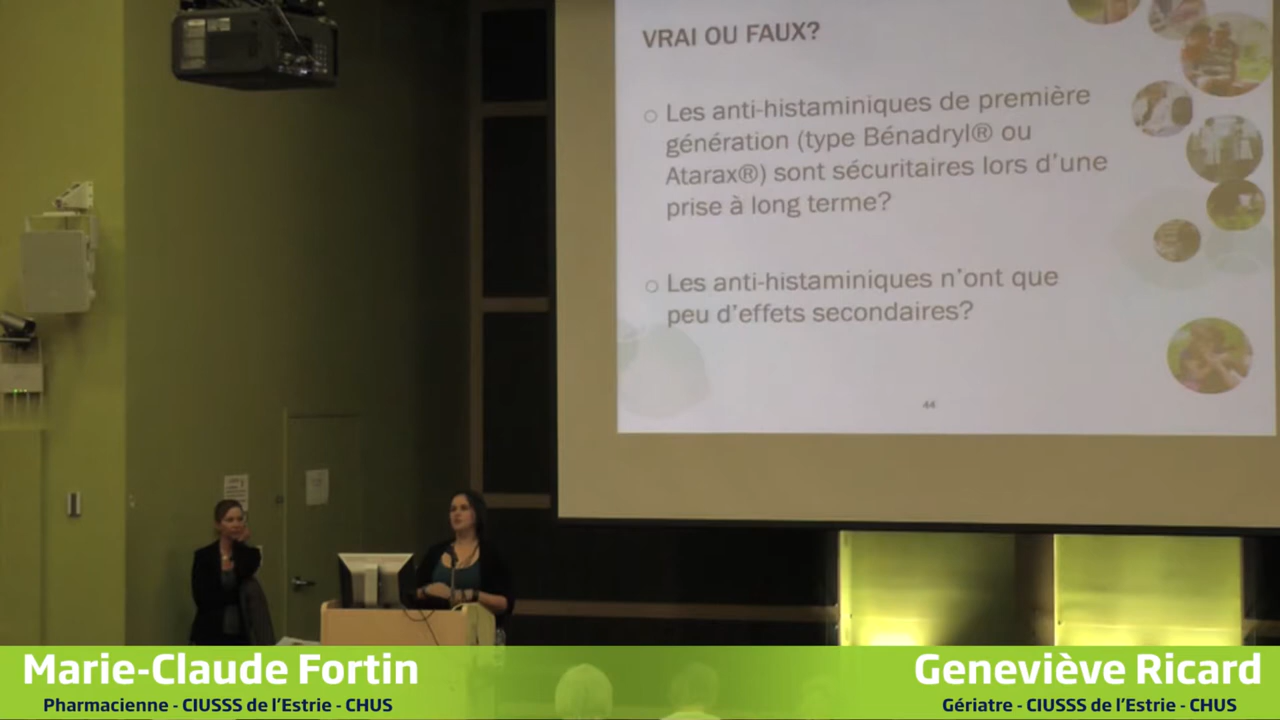 VRAI OU FAUX?
○ Les anti-histaminiques de première
génération (type Bénadryl® ou
Atarax®) sont sécuritaires lors d'une
prise à long terme?
○ Les anti-histaminiques n'ont que
peu d'effets secondaires?
44
Marie-Claude Fortin
Pharmacienne - CIUSSS de l'Estrie - CHUS
Geneviève Ricard
Gériatre - CIUSSS de l'Estrie - CHUS